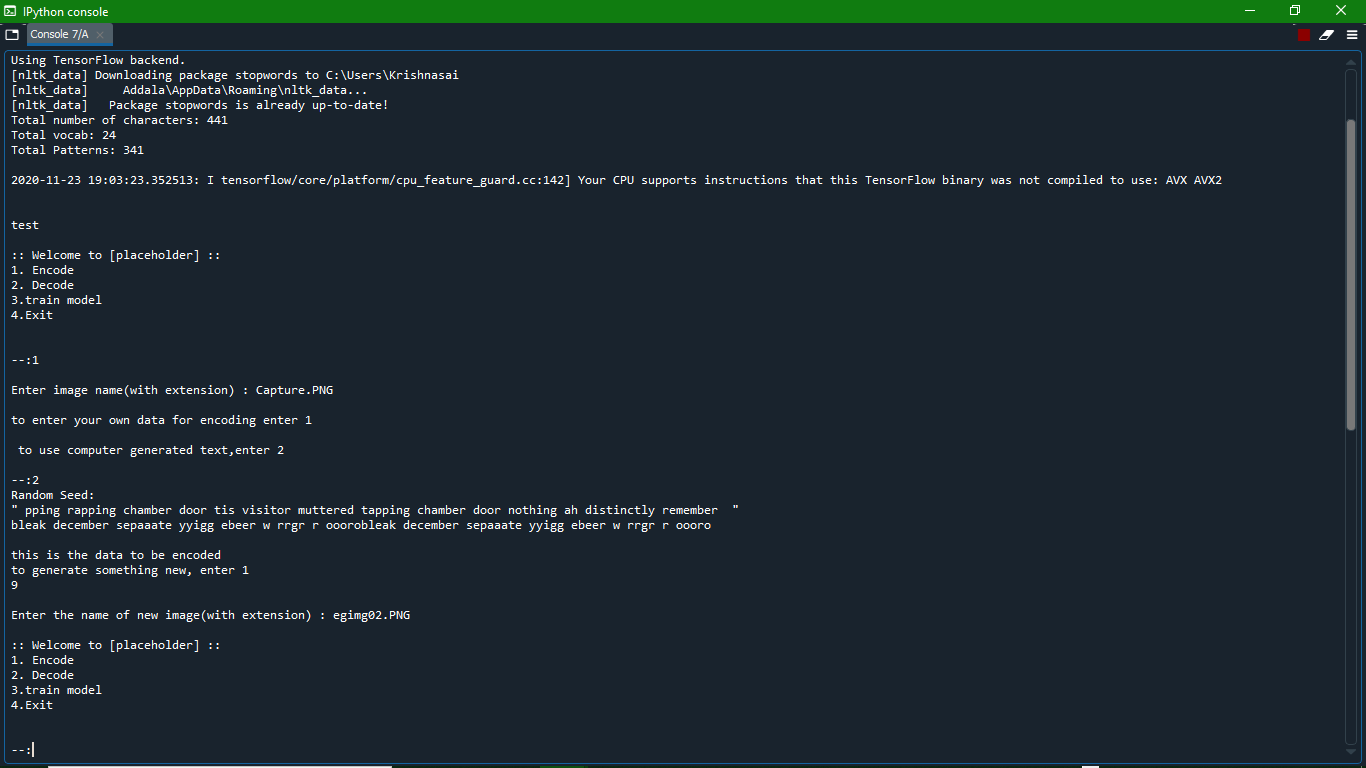 IPython console
Console 7/A
Using TensorFlow backend.
[nltk_data] Downloading package stopwords to C:\Users\Krishnasai
[nltk_data]     Addala\AppData\Roaming\nltk_data...
[nltk_data]   Package stopwords is already up-to-date!
Total number of characters: 441
Total vocab: 24
Total Patterns: 341
2020-11-23 19:03:23.352513: I tensorflow/core/platform/cpu_feature_guard.cc:142] Your CPU supports instructions that this TensorFlow binary was not compiled to use: AVX AVX2
test
:: Welcome to [placeholder] ::
1. Encode
2. Decode
3.train model
4.Exit
--:1
Enter image name(with extension) : Capture.PNG
to enter your own data for encoding enter 1
to use computer generated text,enter 2
--:2
Random Seed:
" pping rapping chamber door tis visitor muttered tapping chamber door nothing ah distinctly remember  "
bleak december sepaaate yyigg ebeer w rrgr r ooorobleak december sepaaate yyigg ebeer w rrgr r oooro
this is the data to be encoded
to generate something new, enter 1
9
Enter the name of new image(with extension) : egimg02.PNG
:: Welcome to [placeholder] ::
1. Encode
2. Decode
3.train model
4.Exit
--: